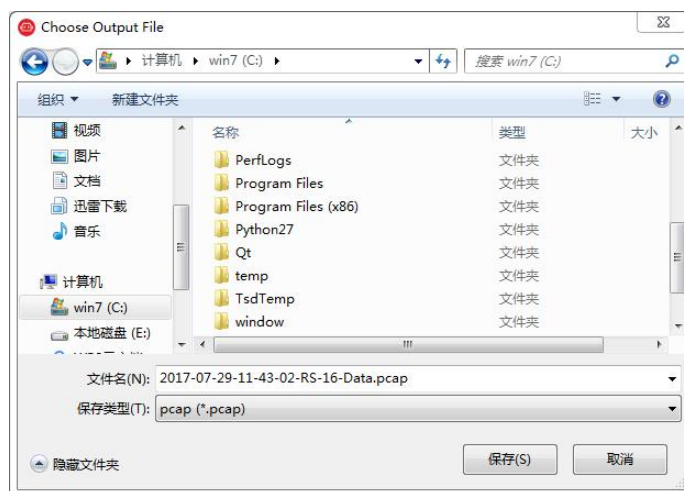 Choose Output File
计算机 win7 (C:) 搜索 win7 (C:)
组织 新建文件夹
视频
图片
文档
迅雷下载
音乐
计算机
win7 (C:)
本地磁盘 (E:)
名称 类型 大小
PerfLogs 文件夹
Program Files 文件夹
Program Files (x86) 文件夹
Python27 文件夹
Qt 文件夹
temp 文件夹
TsdTemp 文件夹
window 文件夹
文件名(N): 2017-07-29-11-43-02-RS-16-Data.pcap
保存类型(T): pcap (*.pcap)
隐藏文件夹 保存(S) 取消